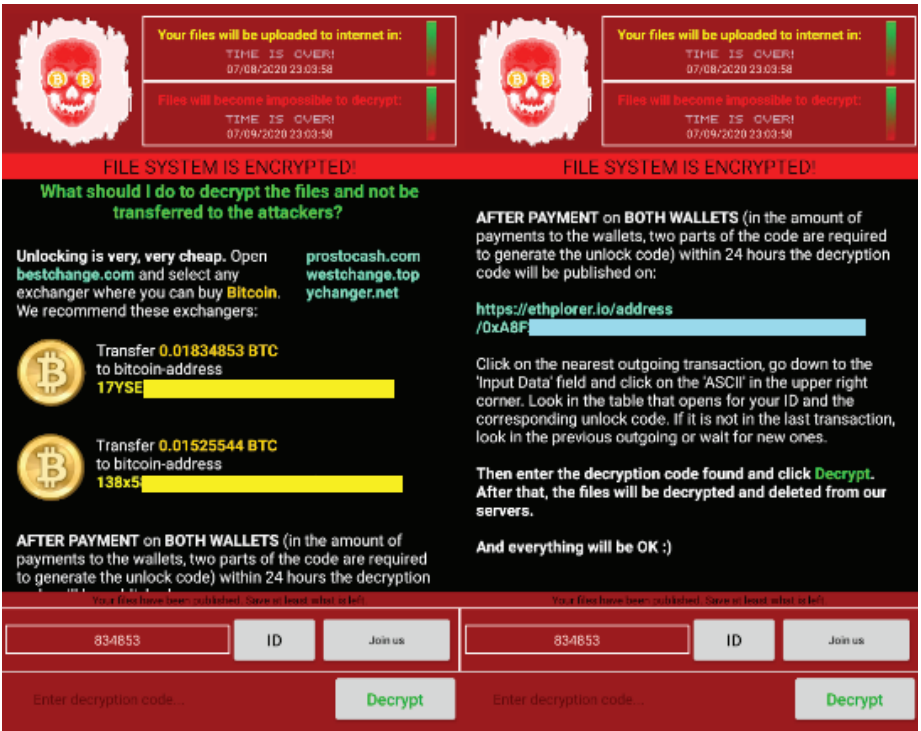 Your files will be uploaded to internet in:
TIME IS OVER!
07/08/2020 23:03:58
Files will become impossible to decrypt:
TIME IS OVER!
07/09/2020 23:03:58
FILE SYSTEM IS ENCRYPTED!
What should I do to decrypt the files and not be
transferred to the attackers?
Unlocking is very, very cheap. Open
bestchange.com and select any
exchanger where you can buy Bitcoin.
We recommend these exchangers:
prostocash.com
westchange.top
ychanger.net
Transfer 0.01834853 BTC
to bitcoin-address
17YSE
Transfer 0.01525544 BTC
to bitcoin-address
138x5
AFTER PAYMENT on BOTH WALLETS (in the amount of
payments to the wallets, two parts of the code are required
to generate the unlock code) within 24 hours the decryption
Your files have been published. Save at least what is left.
834853
ID
Join us
Enter decryption code...
Decrypt
Your files will be uploaded to internet in:
TIME IS OVER!
07/08/2020 23:03:58
Files will become impossible to decrypt:
TIME IS OVER!
07/09/2020 23:03:58
FILE SYSTEM IS ENCRYPTED!
AFTER PAYMENT on BOTH WALLETS (in the amount of
payments to the wallets, two parts of the code are required
to generate the unlock code) within 24 hours the decryption
code will be published on:
https://ethplorer.io/address
/0xA8F
Click on the nearest outgoing transaction, go down to the
'Input Data' field and click on the 'ASCII' in the upper right
corner. Look in the table that opens for your ID and the
corresponding unlock code. If it is not in the last transaction,
look in the previous outgoing or wait for new ones.
Then enter the decryption code found and click Decrypt.
After that, the files will be decrypted and deleted from our
servers.
And everything will be OK :)
Your files have been published. Save at least what is left.
834853
ID
Join us
Enter decryption code...
Decrypt